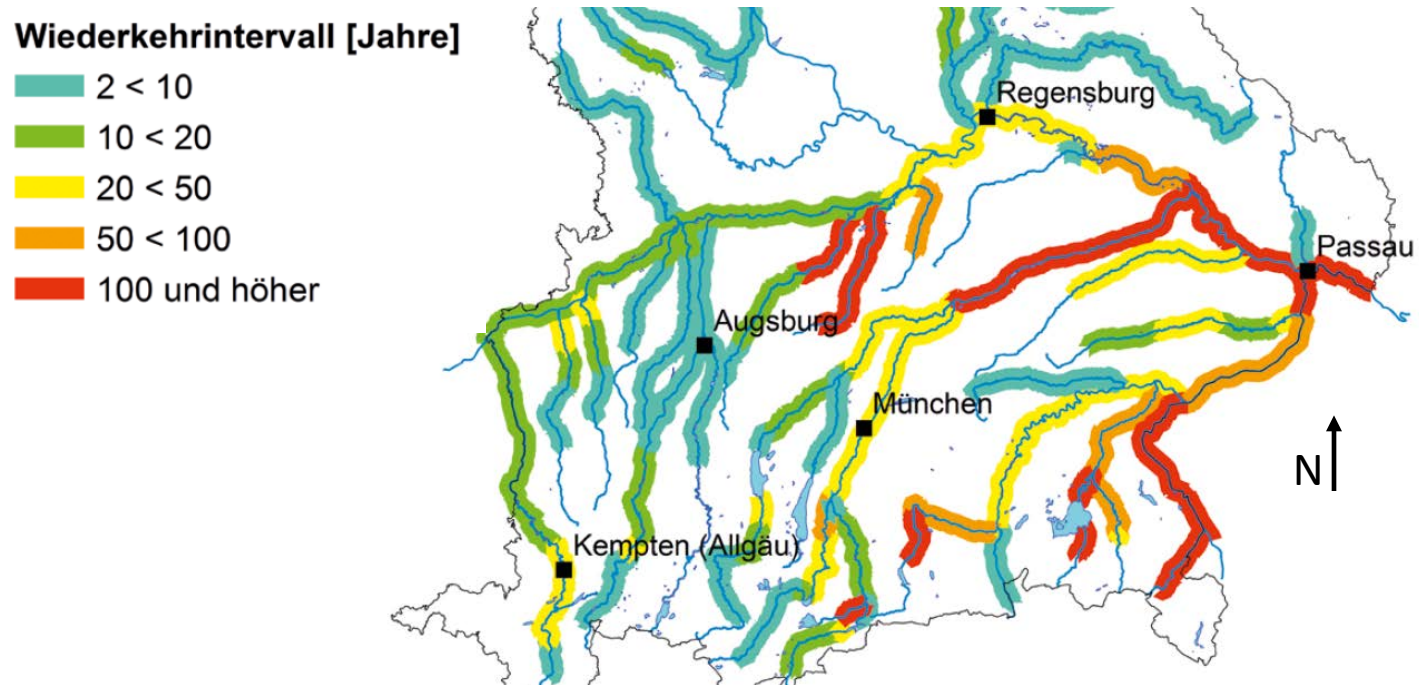 Wiederkehrintervall [Jahre]
2 < 10
10 < 20
20 < 50
50 < 100
100 und höher
Regensburg
Passau
Augsburg
München
N
Kempten (Allgäu)